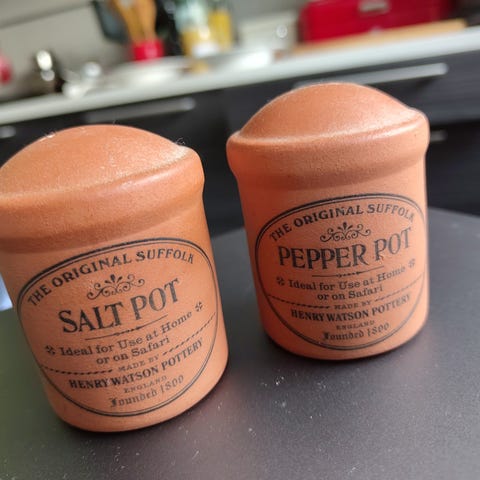 THE ORIGINAL SUFFOLK
SALT POT
Ideal for Use at Home
or on Safari
MADE BY
HENRY WATSON POTTERY
ENGLAND
Founded 1800
THE ORIGINAL SUFFOLK
PEPPER POT
Ideal for Use at Home
or on Safari
MADE BY
HENRY WATSON POTTERY
ENGLAND
Founded 1800